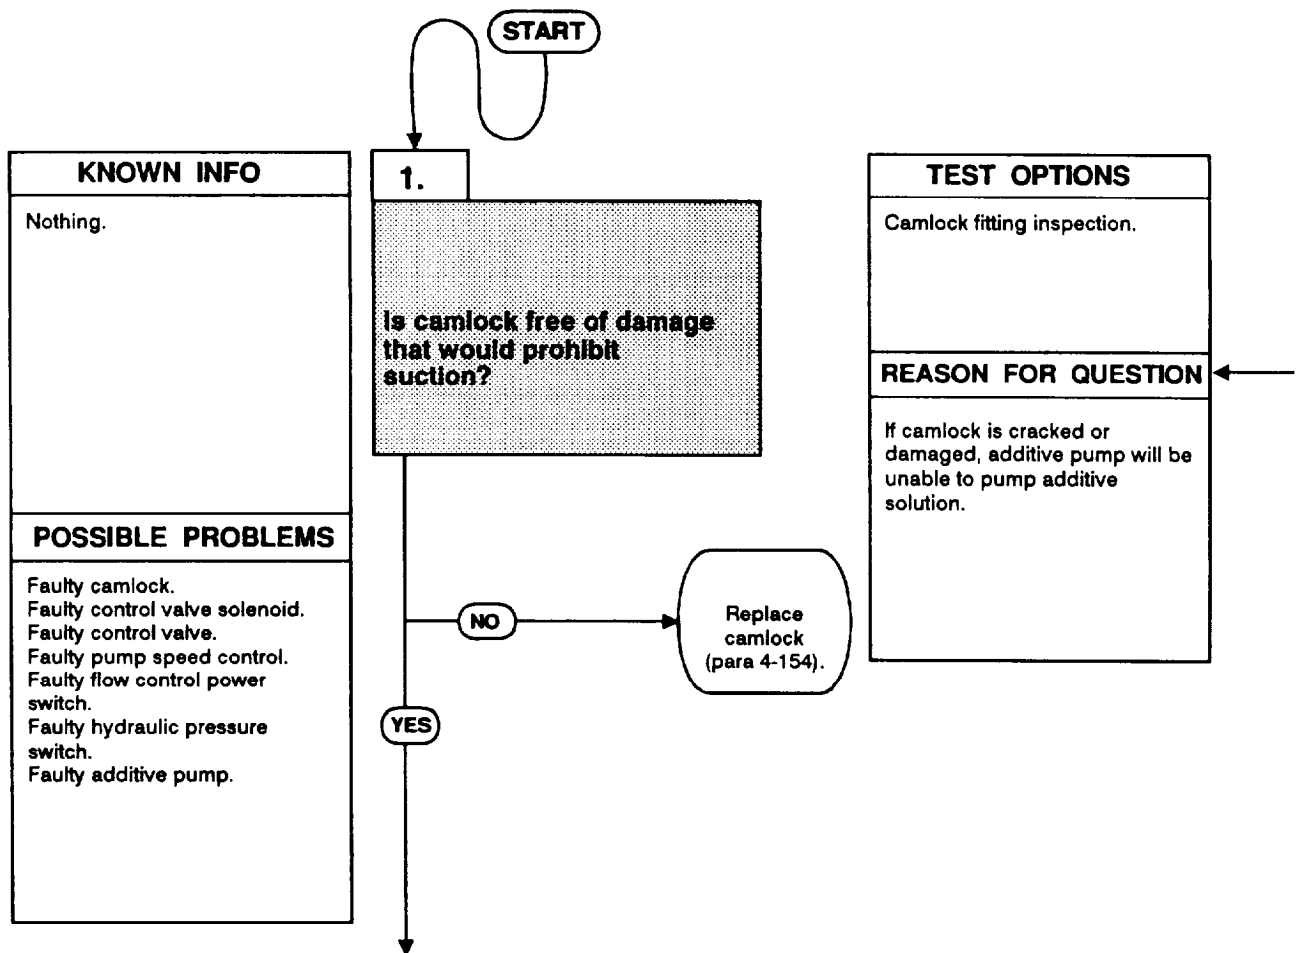 START
KNOWN INFO
Nothing.
POSSIBLE PROBLEMS
Faulty camlock.
Faulty control valve solenoid.
Faulty control valve.
Faulty pump speed control.
Faulty flow control power
switch.
Faulty hydraulic pressure
switch.
Faulty additive pump.
1.
Is camlock free of damage
that would prohibit
suction?
NO
Replace
camlock
(para 4-154).
YES
TEST OPTIONS
Camlock fitting inspection.
REASON FOR QUESTION
If camlock is cracked or
damaged, additive pump will be
unable to pump additive
solution.